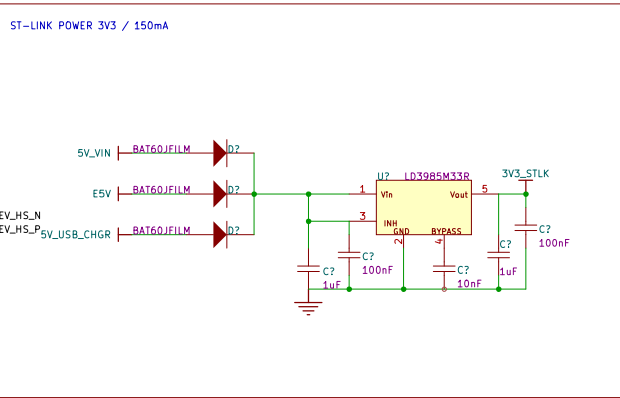 ST-LINK POWER 3V3 / 150mA
5V_VIN
BAT60JFILM
D?
E5V
BAT60JFILM
D?
EV_HS_N
EV_HS_P
5V_USB_CHGR
BAT60JFILM
D?
U?
LD3985M33R
1
Vin
Vout
5
3
INH
GND
BYPASS
2
4
3V3_STLK
C?
1uF
C?
100nF
C?
10nF
C?
1uF
C?
100nF